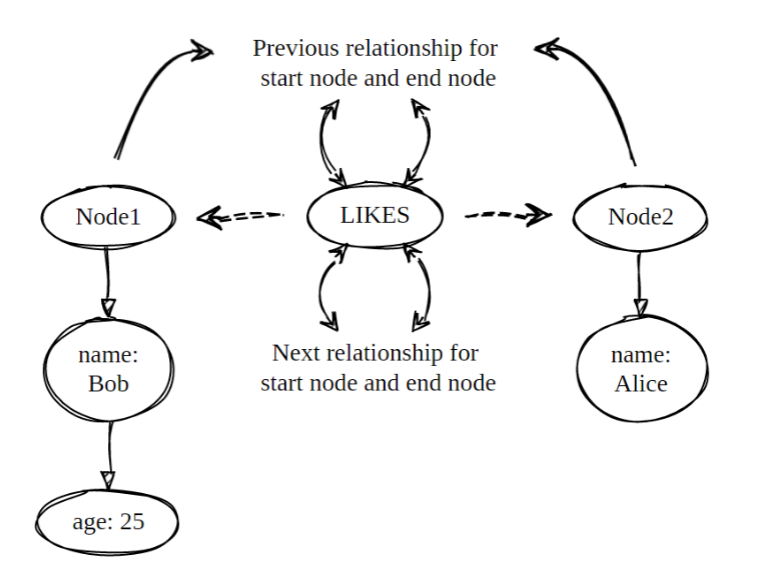 Previous relationship for
start node and end node
Node1
LIKES
Node2
name:
Bob
Next relationship for
start node and end node
name:
Alice
age: 25